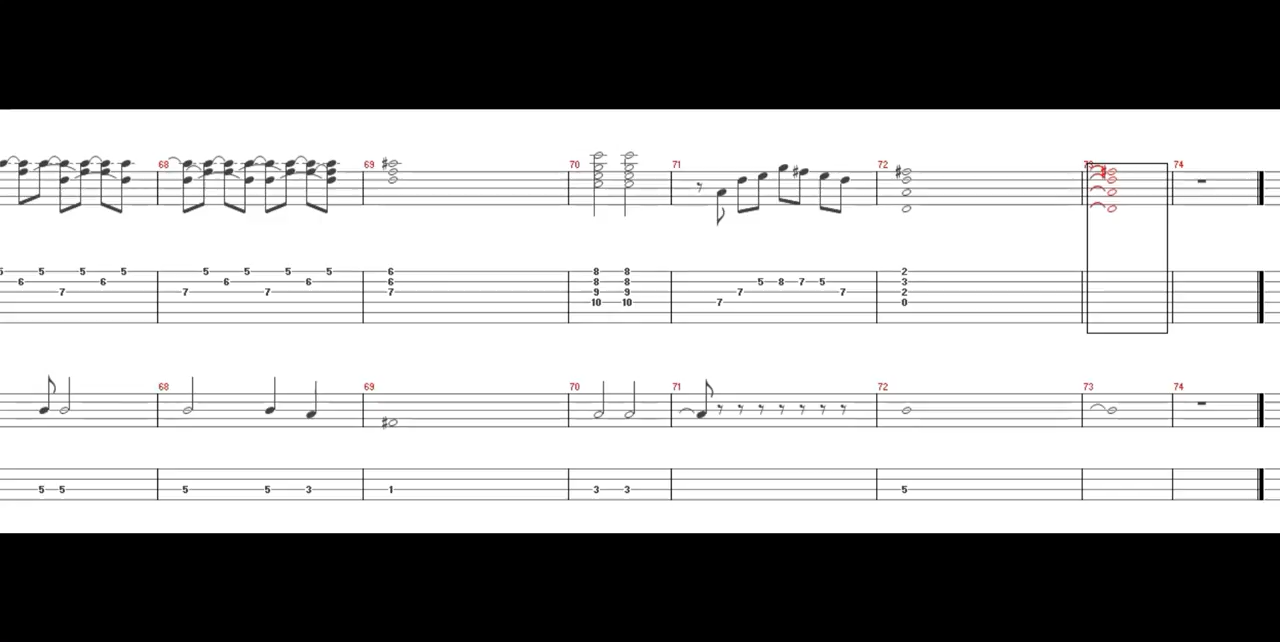 68 69 70 71 72 73 74
5 5 5 5 5 5 5 5 6 8 8 2
6 6 6 6 6 8 8 5 8 7 5 3
7 7 7 7 9 9 7 7 2
10 10 7 0
68 69 70 71 72 73 74
5 5 5 5 3 1 3 3 5